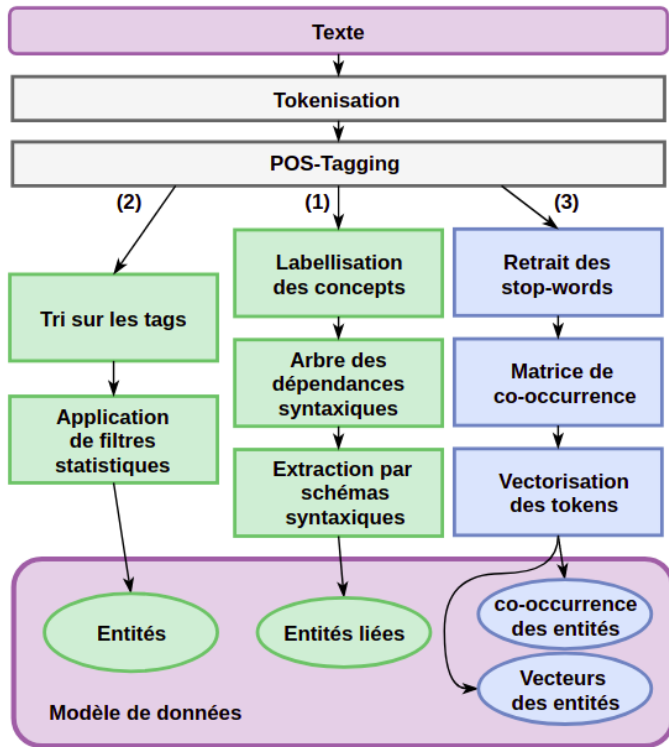 Texte
Tokenisation
POS-Tagging
(2)
(1)
(3)
Tri sur les tags
Application
de filtres
statistiques
Labellisation
des concepts
Arbre des
dépendances
syntaxiques
Extraction par
schémas
syntaxiques
Retrait des
stop-words
Matrice de
co-occurrence
Vectorisation
des tokens
Entités
Entités liées
co-occurrence
des entités
Vecteurs
des entités
Modèle de données